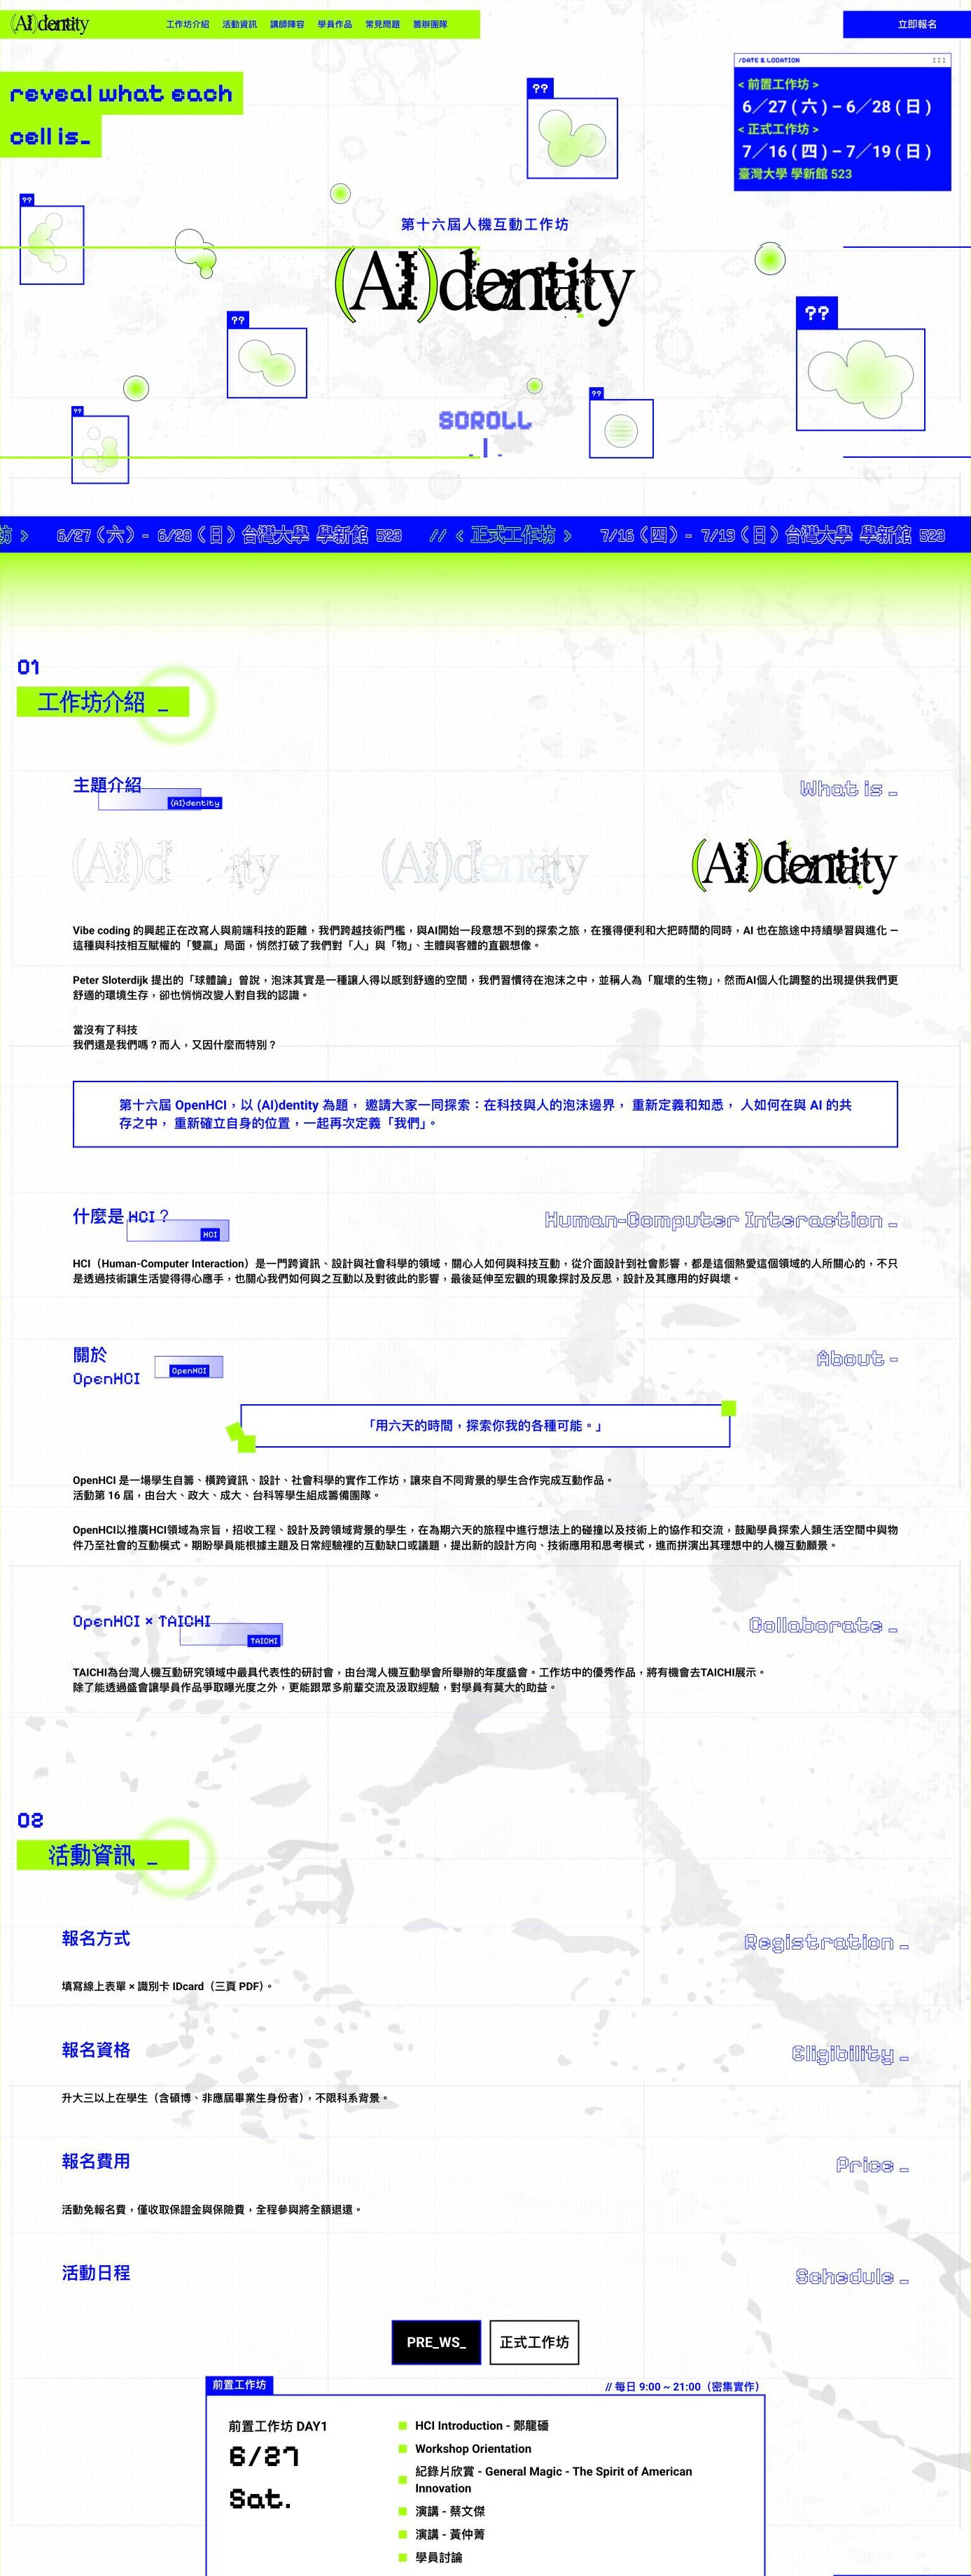 (AI)dentity
工作坊介紹 活動資訊 講師陣容 學員作品 常見問題 籌辦團隊
立即報名
reveal what each
cell is_
/DATE & LOCATION
< 前置工作坊 >
6／27 ( 六 ) – 6／28 ( 日 )
< 正式工作坊 >
7／16 ( 四 ) – 7／19 ( 日 )
臺灣大學 學新館 523
??
??
??
??
??
??
第十六屆人機互動工作坊
(AI)dentity
SCROLL
坊 > 6/27（六）- 6/28（日）台灣大學 學新館 523 // < 正式工作坊 > 7/16（四）- 7/19（日）台灣大學 學新館 523
01
工作坊介紹 _
主題介紹
(AI)dentity
What is _
(AI)d rty
(AI)dentity
(AI)dentity
Vibe coding 的興起正在改寫人與前端科技的距離，我們跨越技術門檻，與AI開始一段意想不到的探索之旅，在獲得便利和大把時間的同時，AI 也在旅途中持續學習與進化 —
這種與科技相互賦權的「雙贏」局面，悄然打破了我們對「人」與「物」、主體與客體的直觀想像。
Peter Sloterdijk 提出的「球體論」曾說，泡沫其實是一種讓人得以感到舒適的空間，我們習慣待在泡沫之中，並稱人為「寵壞的生物」，然而AI個人化調整的出現提供我們更
舒適的環境生存，卻也悄悄改變人對自我的認識。
當沒有了科技
我們還是我們嗎？而人，又因什麼而特別？
第十六屆 OpenHCI，以 (AI)dentity 為題， 邀請大家一同探索：在科技與人的泡沫邊界， 重新定義和知悉， 人如何在與 AI 的共
存之中， 重新確立自身的位置，一起再次定義「我們」。
什麼是 HCI？
HCI
Human-Computer Interaction _
HCI（Human-Computer Interaction）是一門跨資訊、設計與社會科學的領域，關心人如何與科技互動，從介面設計到社會影響，都是這個熱愛這個領域的人所關心的，不只
是透過技術讓生活變得得心應手，也關心我們如何與之互動以及對彼此的影響，最後延伸至宏觀的現象探討及反思，設計及其應用的好與壞。
關於
OpenHCI
OpenHCI
About -
「用六天的時間，探索你我的各種可能。」
OpenHCI 是一場學生自籌、橫跨資訊、設計、社會科學的實作工作坊，讓來自不同背景的學生合作完成互動作品。
活動第 16 屆，由台大、政大、成大、台科等學生組成籌備團隊。
OpenHCI以推廣HCI領域為宗旨，招收工程、設計及跨領域背景的學生，在為期六天的旅程中進行想法上的碰撞以及技術上的協作和交流，鼓勵學員探索人類生活空間中與物
件乃至社會的互動模式。期盼學員能根據主題及日常經驗裡的互動缺口或議題，提出新的設計方向、技術應用和思考模式，進而拼演出其理想中的人機互動願景。
OpenHCI × TAICHI
TAICHI
Collaborate _
TAICHI為台灣人機互動研究領域中最具代表性的研討會，由台灣人機互動學會所舉辦的年度盛會。工作坊中的優秀作品，將有機會去TAICHI展示。
除了能透過盛會讓學員作品爭取曝光度之外，更能跟眾多前輩交流及汲取經驗，對學員有莫大的助益。
02
活動資訊 _
報名方式
Registration _
填寫線上表單 × 識別卡 IDcard（三頁 PDF）。
報名資格
Eligibility _
升大三以上在學生（含碩博、非應屆畢業生身份者），不限科系背景。
報名費用
Price _
活動免報名費，僅收取保證金與保險費，全程參與將全額退還。
活動日程
Schedule _
PRE_WS_
正式工作坊
前置工作坊
// 每日 9:00 ~ 21:00（密集實作）
前置工作坊 DAY1
6/27
Sat.
HCI Introduction - 鄭龍磻
Workshop Orientation
紀錄片欣賞 - General Magic - The Spirit of American
Innovation
演講 - 蔡文傑
演講 - 黃仲菁
學員討論